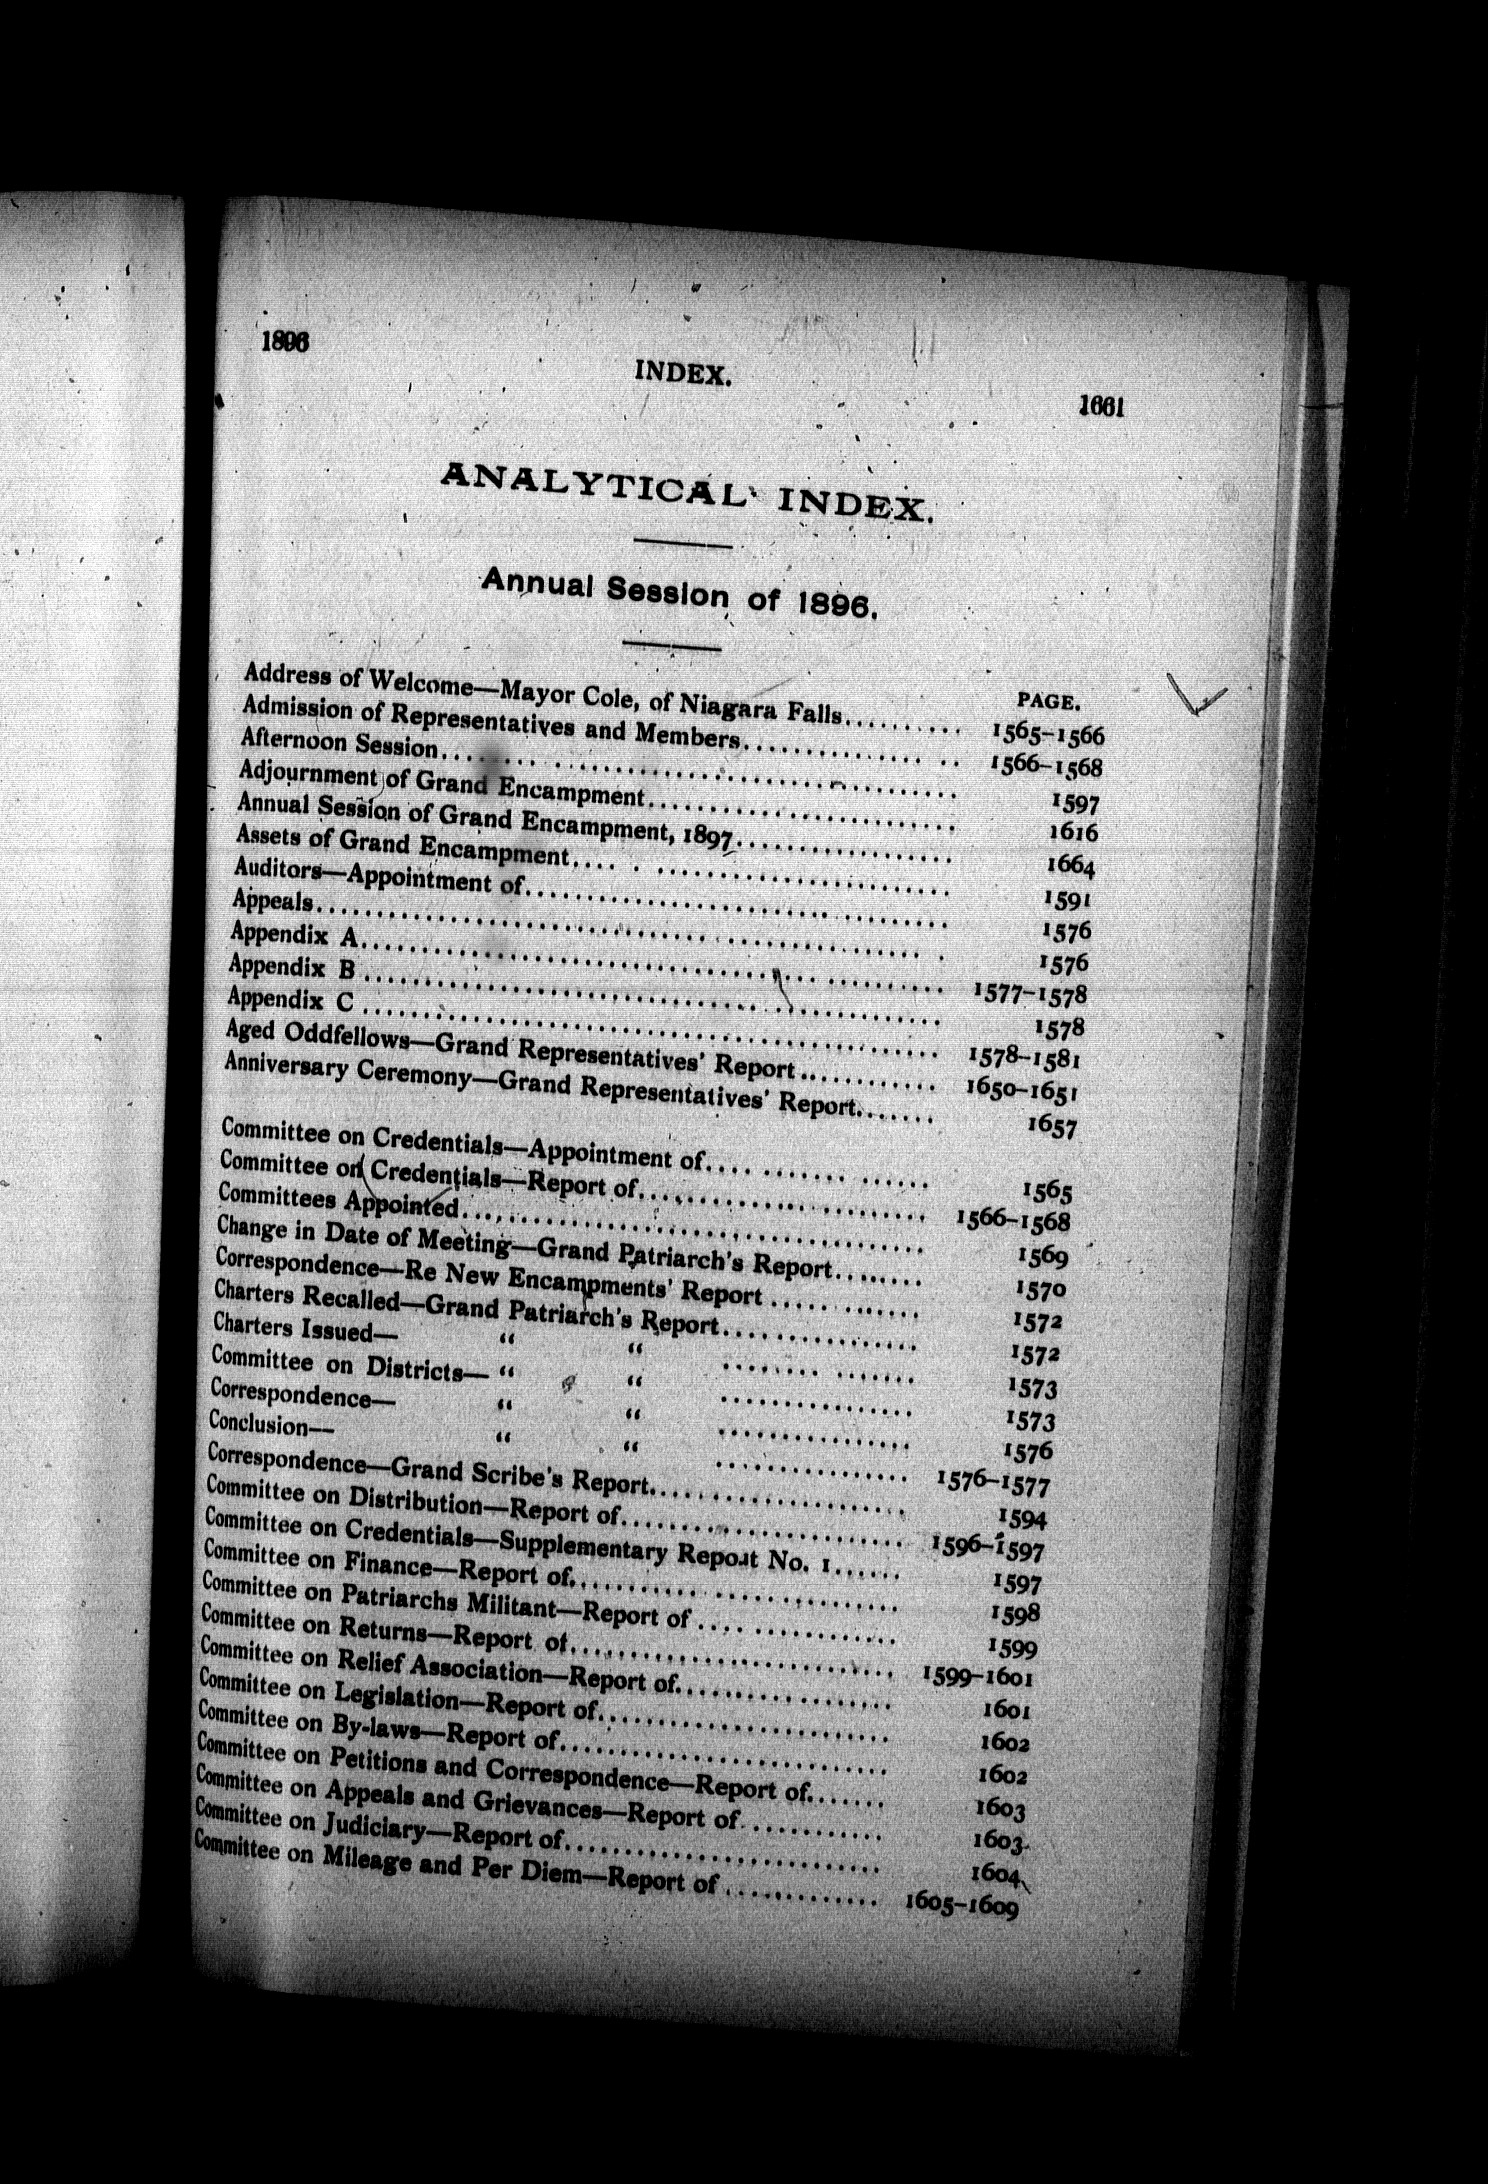 1896
INDEX.
1661
ANALYTICAL INDEX.
Annual Session of 1896.
PAGE.
Address of Welcome—Mayor Cole, of Niagara Falls.......... 1565-1566
Admission of Representatives and Members................. 1566-1568
Afternoon Session........................................ 1597
Adjournment of Grand Encampment.......................... 1616
Annual Session of Grand Encampment, 1897................. 1664
Assets of Grand Encampment............................... 1591
Auditors—Appointment of.................................. 1576
Appeals.................................................. 1576
Appendix A............................................... 1577-1578
Appendix B............................................... 1578
Appendix C............................................... 1578-1581
Aged Oddfellows—Grand Representatives' Report............ 1650-1651
Anniversary Ceremony—Grand Representatives' Report....... 1657
Committee on Credentials—Appointment of.................. 1565
Committee on Credentials—Report of....................... 1566-1568
Committees Appointed..................................... 1569
Change in Date of Meeting—Grand Patriarch's Report....... 1570
Correspondence—Re New Encampments' Report............... 1572
Charters Recalled—Grand Patriarch's Report............... 1572
Charters Issued— “ “ ............... 1573
Committee on Districts— “ “ ............... 1573
Correspondence— “ “ ............... 1576
Conclusion— “ “ ............... 1576-1577
Correspondence—Grand Scribe's Report..................... 1594
Committee on Distribution—Report of...................... 1596-1597
Committee on Credentials—Supplementary Report No. 1...... 1597
Committee on Finance—Report of........................... 1598
Committee on Patriarchs Militant—Report of............... 1599
Committee on Returns—Report of........................... 1599-1601
Committee on Relief Association—Report of................ 1601
Committee on Legislation—Report of....................... 1602
Committee on By-laws—Report of........................... 1602
Committee on Petitions and Correspondence—Report of....... 1603
Committee on Appeals and Grievances—Report of............ 1603
Committee on Judiciary—Report of......................... 1604
Committee on Mileage and Per Diem—Report of.............. 1605-1609